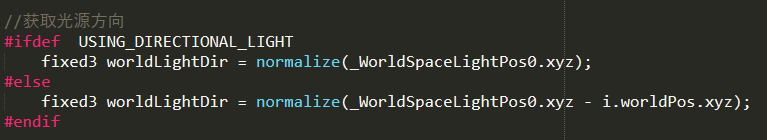 //获取光源方向
#ifdef  USING_DIRECTIONAL_LIGHT
    fixed3 worldLightDir = normalize(_WorldSpaceLightPos0.xyz);
#else
    fixed3 worldLightDir = normalize(_WorldSpaceLightPos0.xyz - i.worldPos.xyz);
#endif